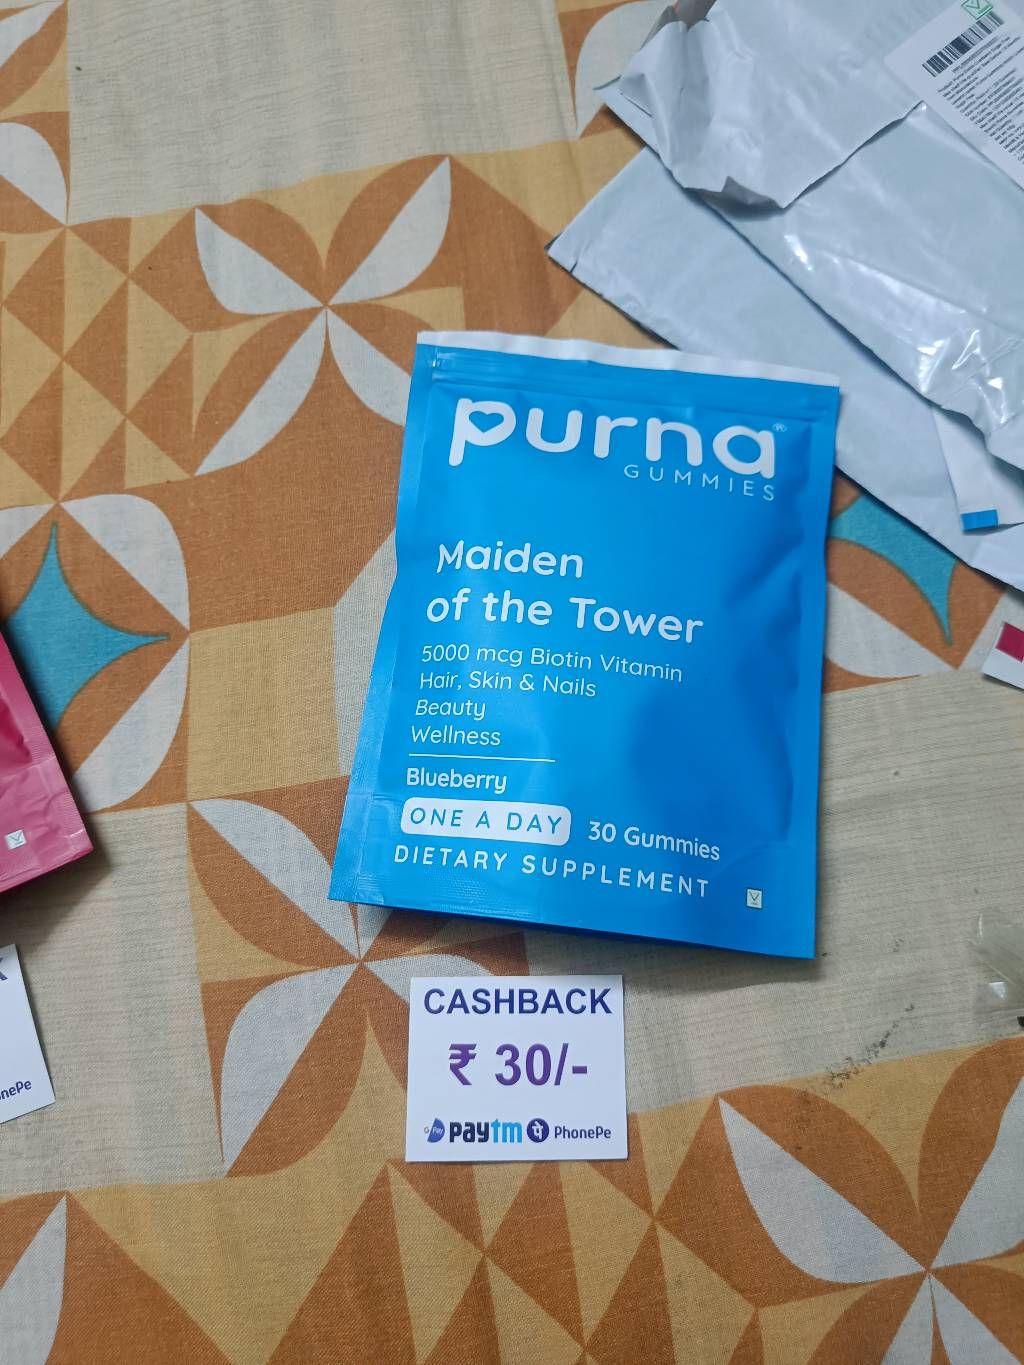 purna®
GUMMIES
Maiden
of the Tower
5000 mcg Biotin Vitamin
Hair, Skin & Nails
Beauty
Wellness
Blueberry
ONE A DAY
30 Gummies
DIETARY SUPPLEMENT
CASHBACK
₹ 30/-
G Pay paytm पे PhonePe